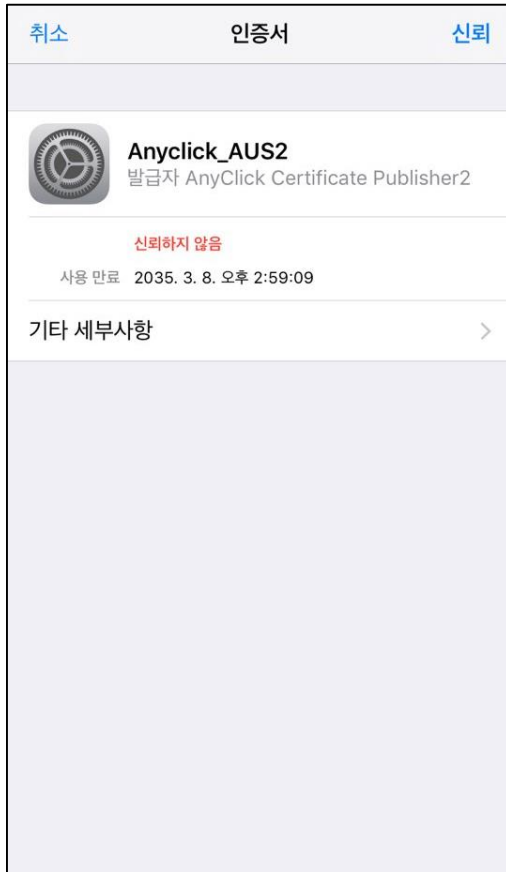 취소 인증서 신뢰
Anyclick_AUS2
발급자 AnyClick Certificate Publisher2
신뢰하지 않음
사용 만료 2035. 3. 8. 오후 2:59:09
기타 세부사항